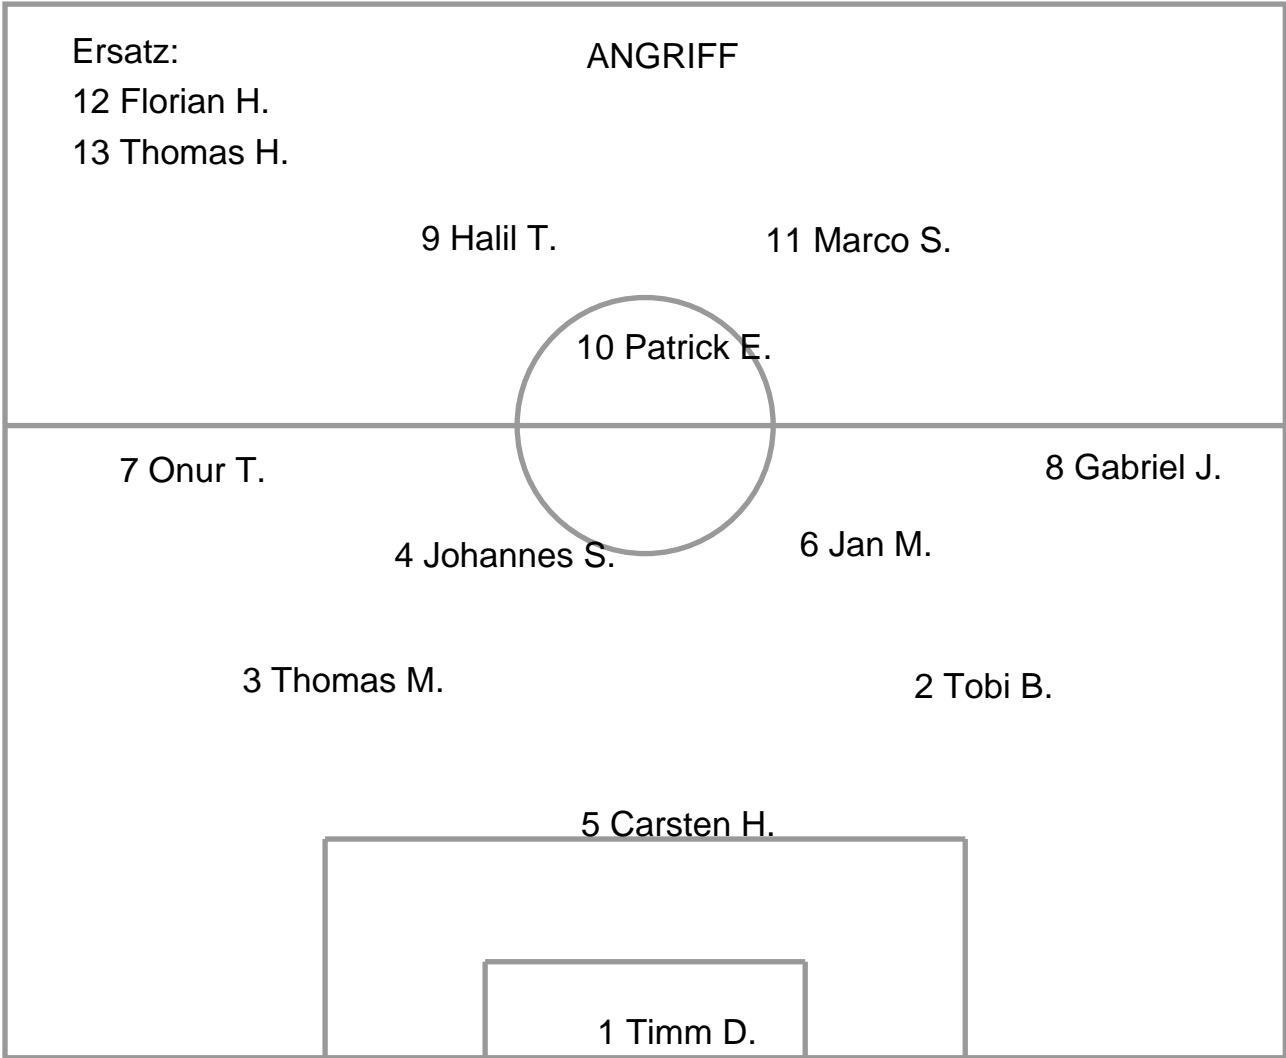 Ersatz:
ANGRIFF
12 Florian H.
13 Thomas H.
9 Halil T.
11 Marco S.
10 Patrick E.
7 Onur T.
8 Gabriel J.
4 Johannes S.
6 Jan M.
3 Thomas M.
2 Tobi B.
5 Carsten H.
1 Timm D.